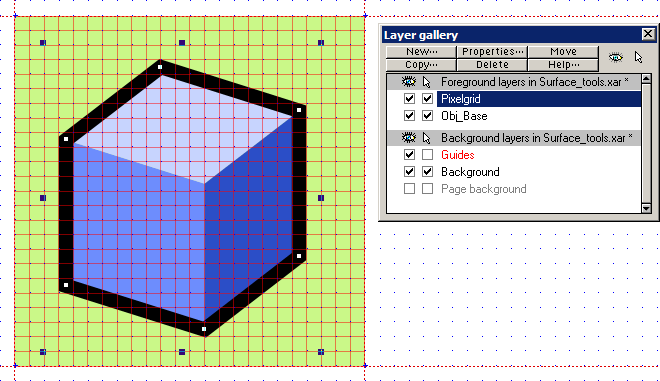 Layer gallery
New... Properties... Move
Copy... Delete Help...
Foreground layers in Surface_tools.xar *
Pixelgrid
Obj_Base
Background layers in Surface_tools.xar *
Guides
Background
Page background